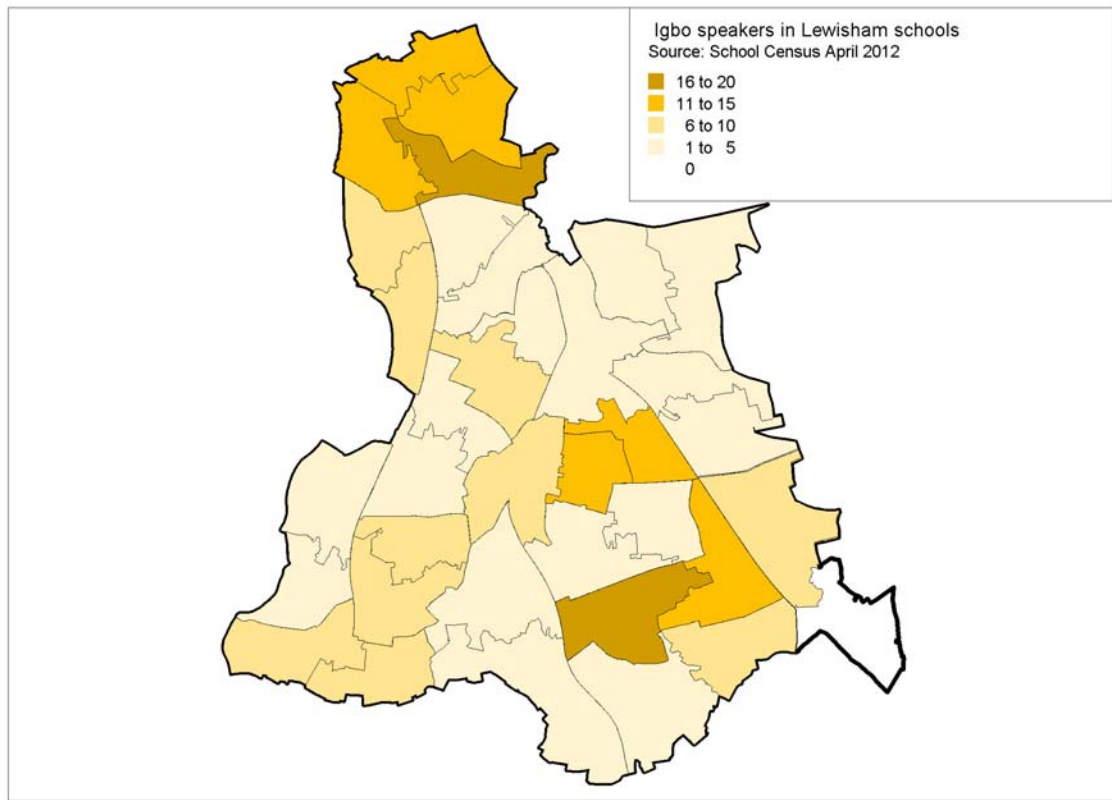 Igbo speakers in Lewisham schools
Source: School Census April 2012
16 to 20
11 to 15
6 to 10
1 to 5
0